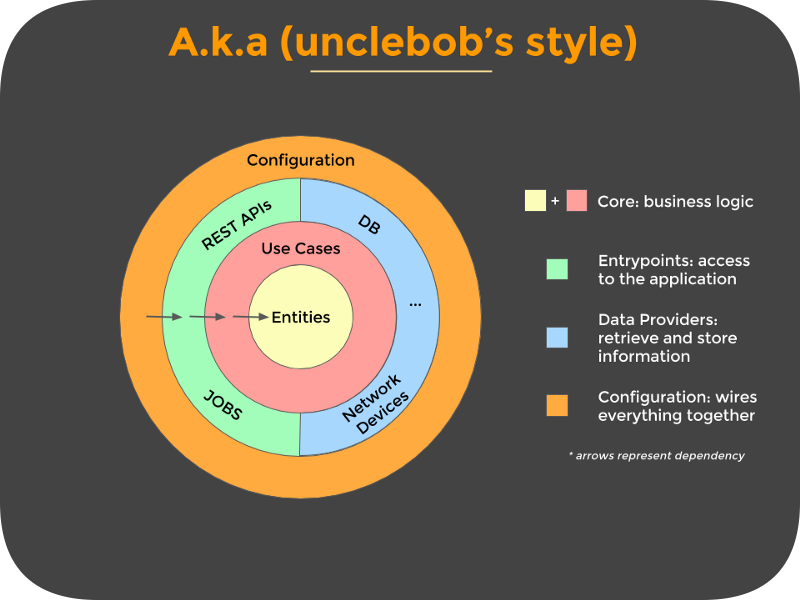 A.k.a (unclebob's style)
Configuration
REST APIs
DB
Use Cases
...
Entities
JOBS
Network
Devices
+
Core: business logic
Entrypoints: access
to the application
Data Providers:
retrieve and store
information
Configuration: wires
everything together
* arrows represent dependency